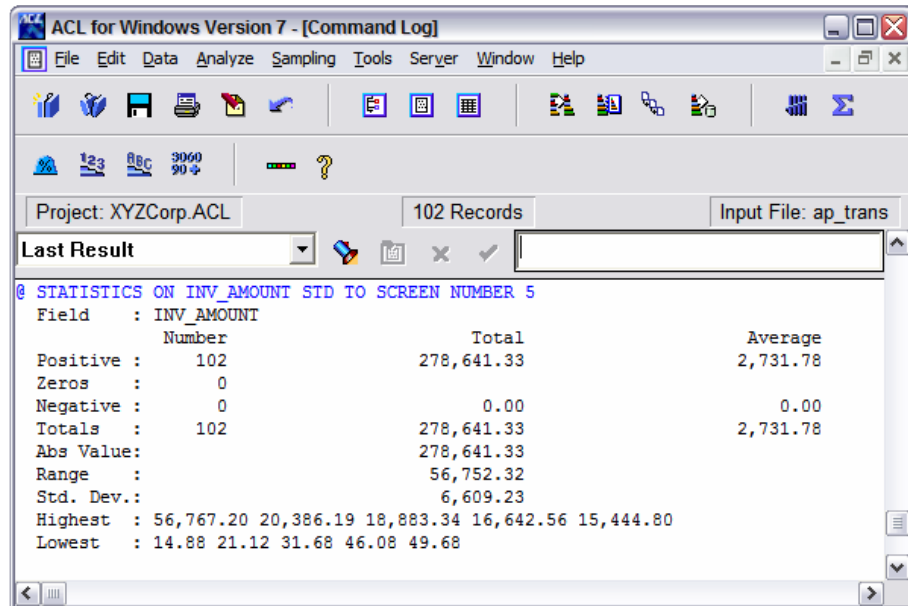 ACL for Windows Version 7 - [Command Log]
File Edit Data Analyze Sampling Tools Server Window Help
123 ABC 3060 90
Project: XYZCorp.ACL 102 Records Input File: ap_trans
Last Result
@ STATISTICS ON INV_AMOUNT STD TO SCREEN NUMBER 5
Field : INV_AMOUNT
Number Total Average
Positive : 102 278,641.33 2,731.78
Zeros : 0
Negative : 0 0.00 0.00
Totals : 102 278,641.33 2,731.78
Abs Value: 278,641.33
Range : 56,752.32
Std. Dev.: 6,609.23
Highest : 56,767.20 20,386.19 18,883.34 16,642.56 15,444.80
Lowest : 14.88 21.12 31.68 46.08 49.68